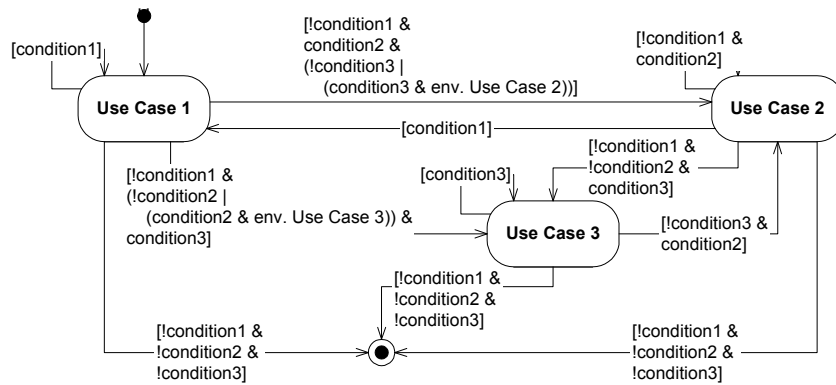 [condition1]
[!condition1 &
condition2 &
(!condition3 |
(condition3 & env. Use Case 2))]
[!condition1 &
condition2]
Use Case 1
Use Case 2
[condition1]
[!condition1 &
(!condition2 |
(condition2 & env. Use Case 3)) &
condition3]
[condition3]
[!condition1 &
!condition2 &
condition3]
Use Case 3
[!condition3 &
condition2]
[!condition1 &
!condition2 &
!condition3]
[!condition1 &
!condition2 &
!condition3]
[!condition1 &
!condition2 &
!condition3]